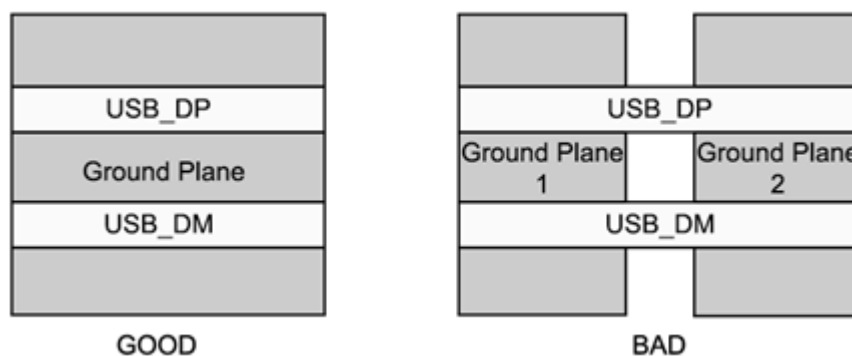 USB_DP
Ground Plane
USB_DM
GOOD
USB_DP
Ground Plane
1
Ground Plane
2
USB_DM
BAD